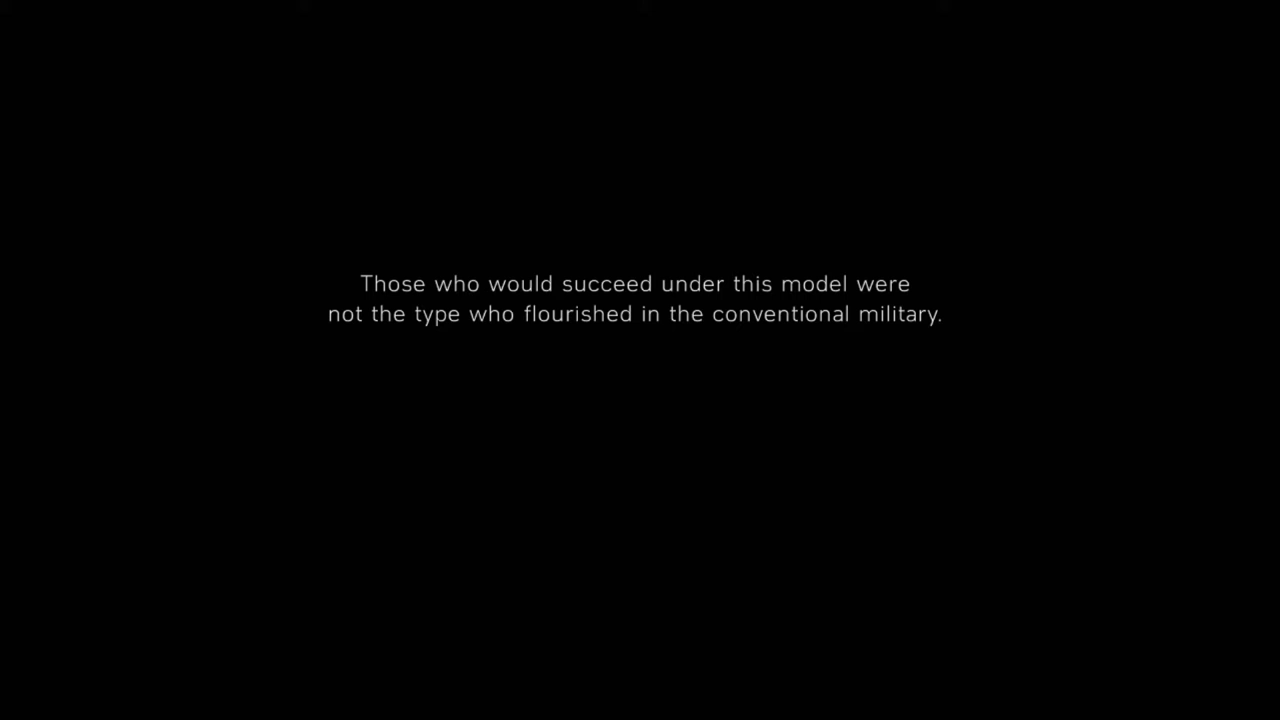 Those who would succeed under this model were
not the type who flourished in the conventional military.